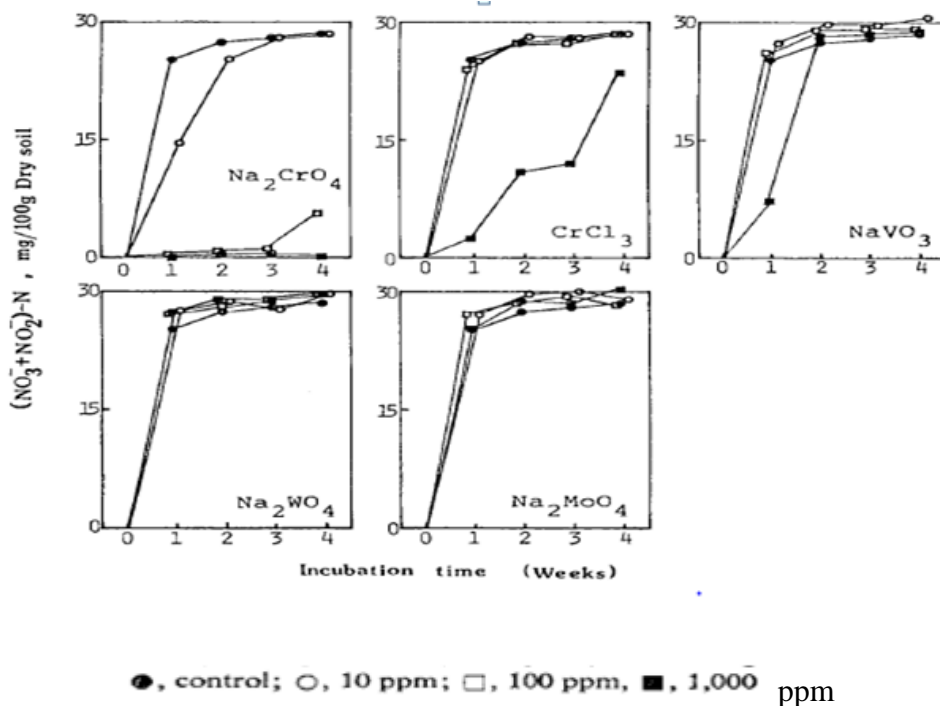 30
15
0
Na2CrO4
0 1 2 3 4
30
15
0
CrCl3
0 1 2 3 4
30
15
0
NaVO3
0 1 2 3 4
(NO3−+NO2−)−N , mg/100g Dry soil
30
15
0
Na2WO4
0 1 2 3 4
30
15
0
Na2MoO4
0 1 2 3 4
Incubation time (Weeks)
●, control; ○, 10 ppm; □, 100 ppm, ■, 1,000 ppm